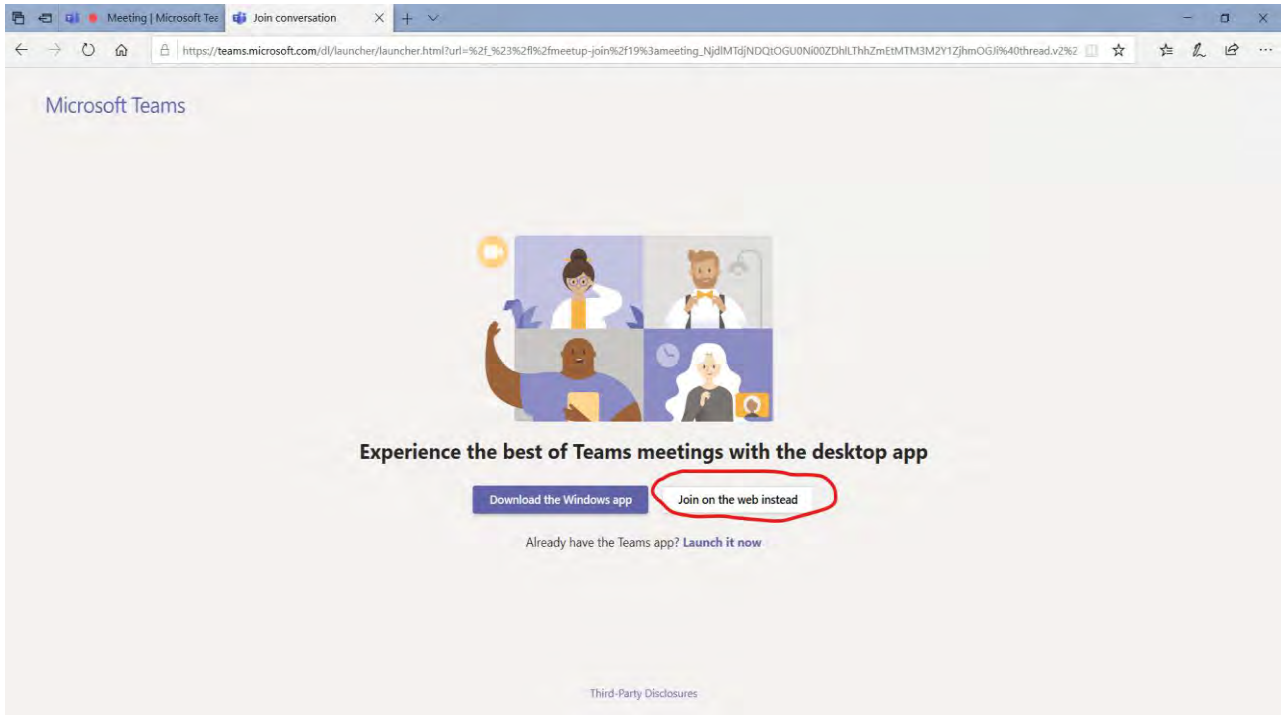 Meeting | Microsoft Tea
Join conversation
https://teams.microsoft.com/dl/launcher/launcher.html?url=%2f_%23%2fl%2fmeetup-join%2f19%3ameeting_NjdlMTdjNDQtOGU0Ni00ZDhlLThhZmEtMTM3M2Y1ZjhmOGJi%40thread.v2%2
Microsoft Teams
Experience the best of Teams meetings with the desktop app
Download the Windows app
Join on the web instead
Already have the Teams app? Launch it now
Third-Party Disclosures